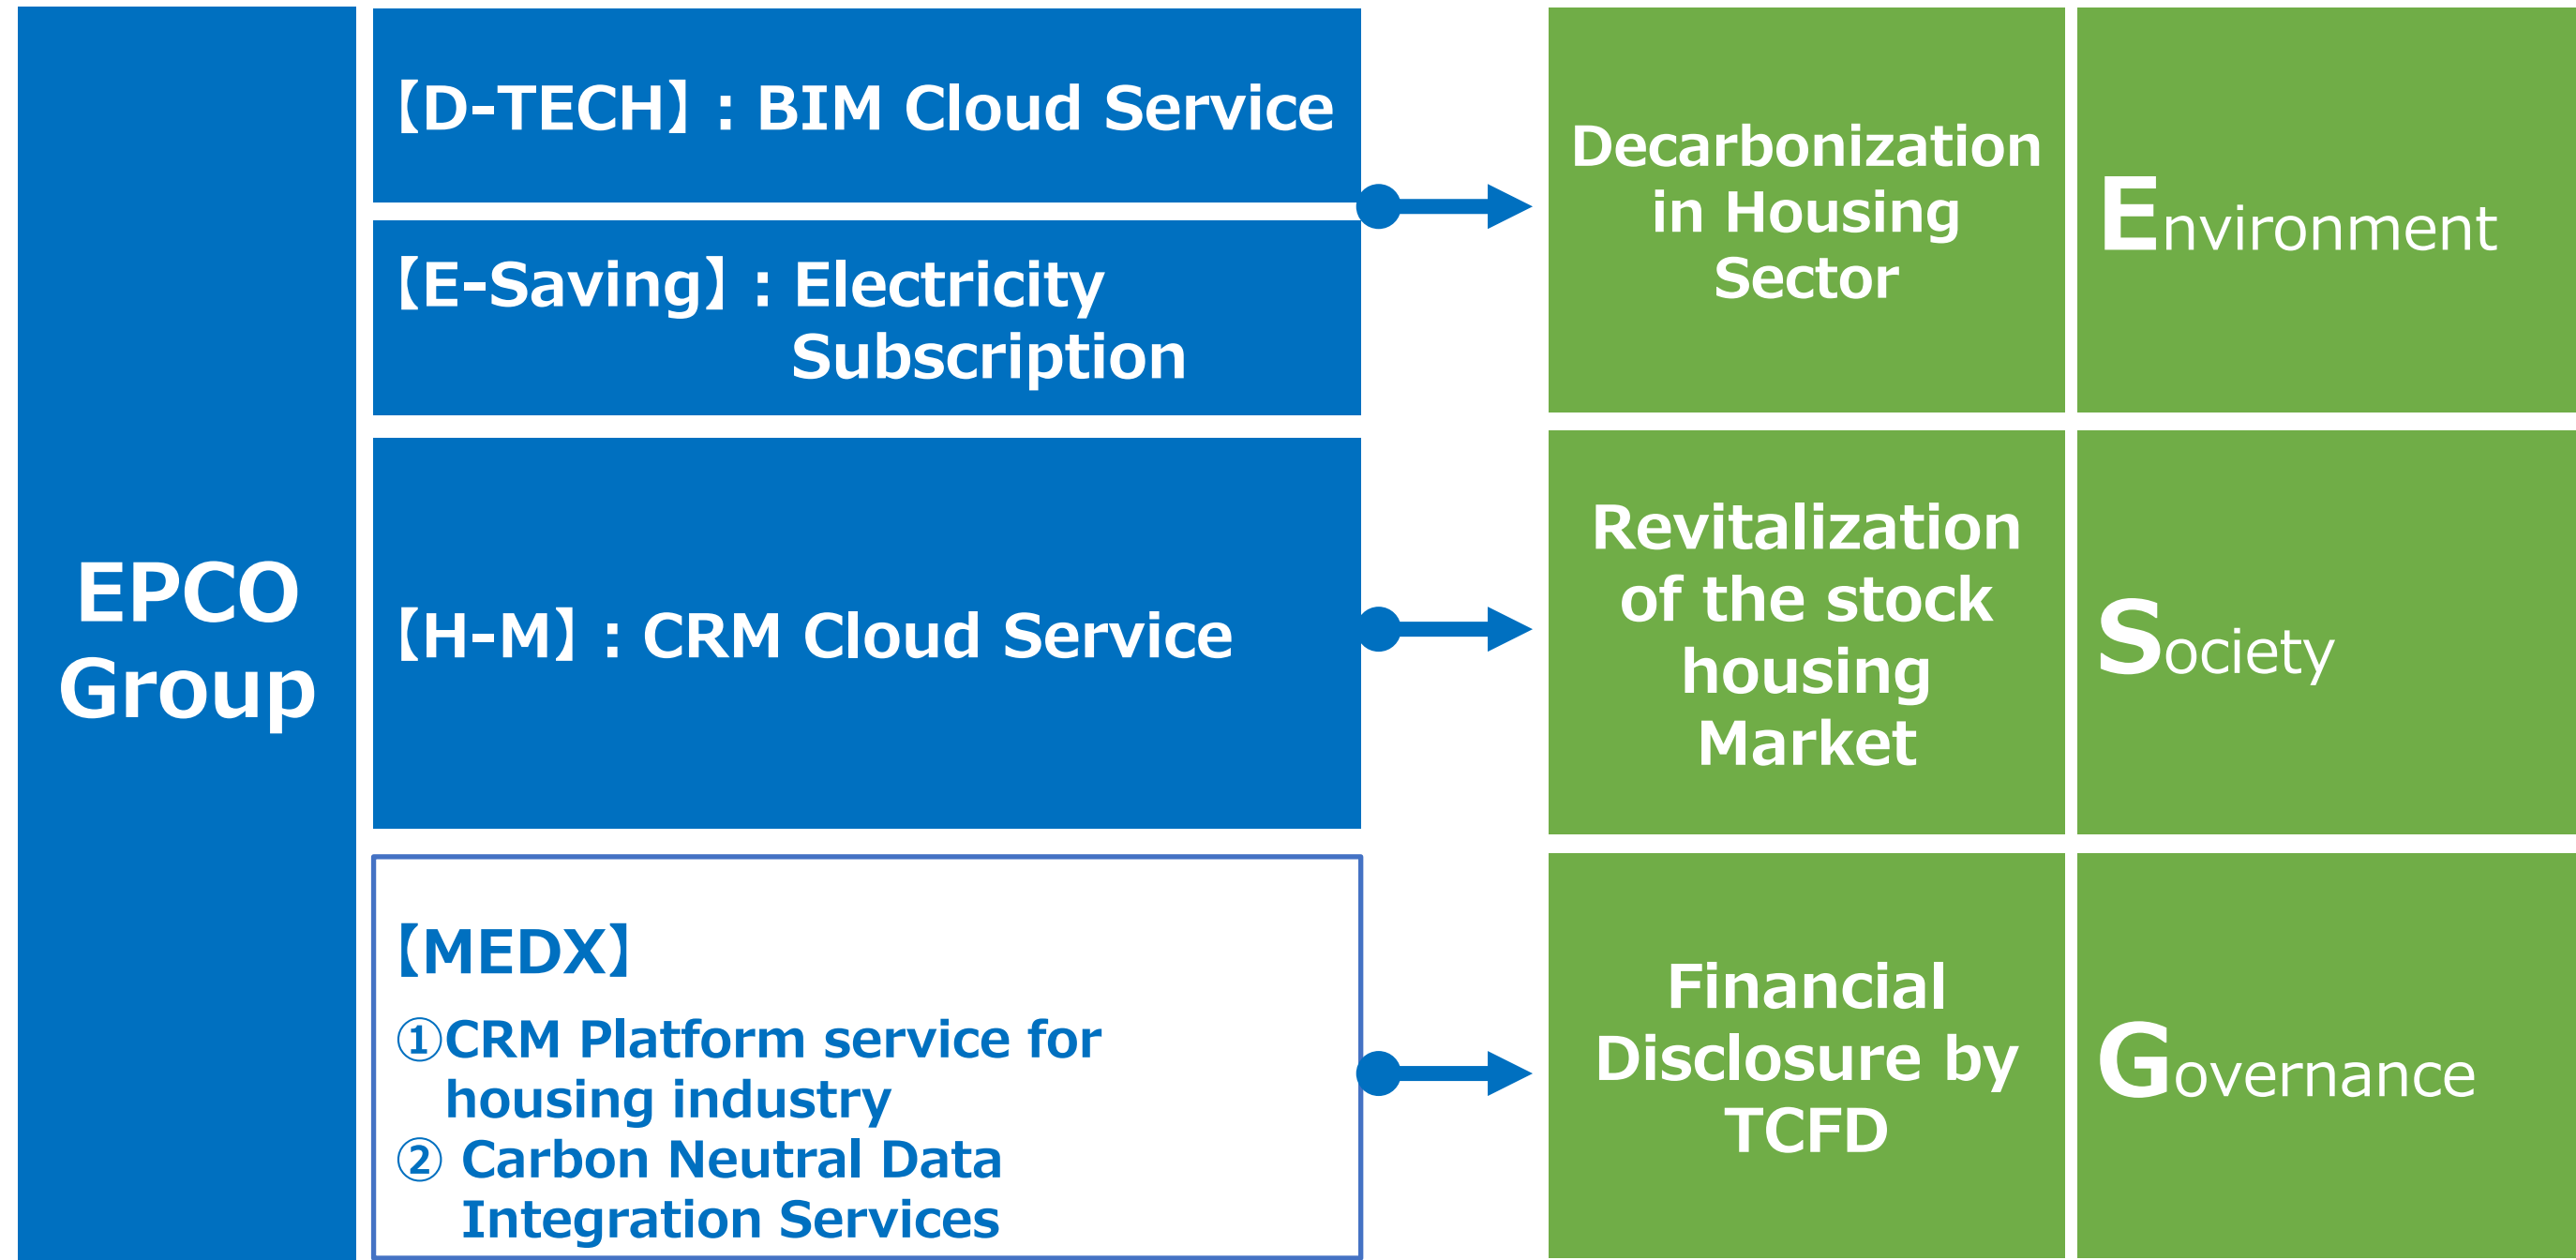 EPCO
Group
【D-TECH】 : BIM Cloud Service
【E-Saving】 : Electricity
Subscription
【H-M】 : CRM Cloud Service
【MEDX】
①CRM Platform service for
housing industry
② Carbon Neutral Data
Integration Services
Decarbonization
in Housing
Sector
Environment
Revitalization
of the stock
housing
Market
Society
Financial
Disclosure by
TCFD
Governance